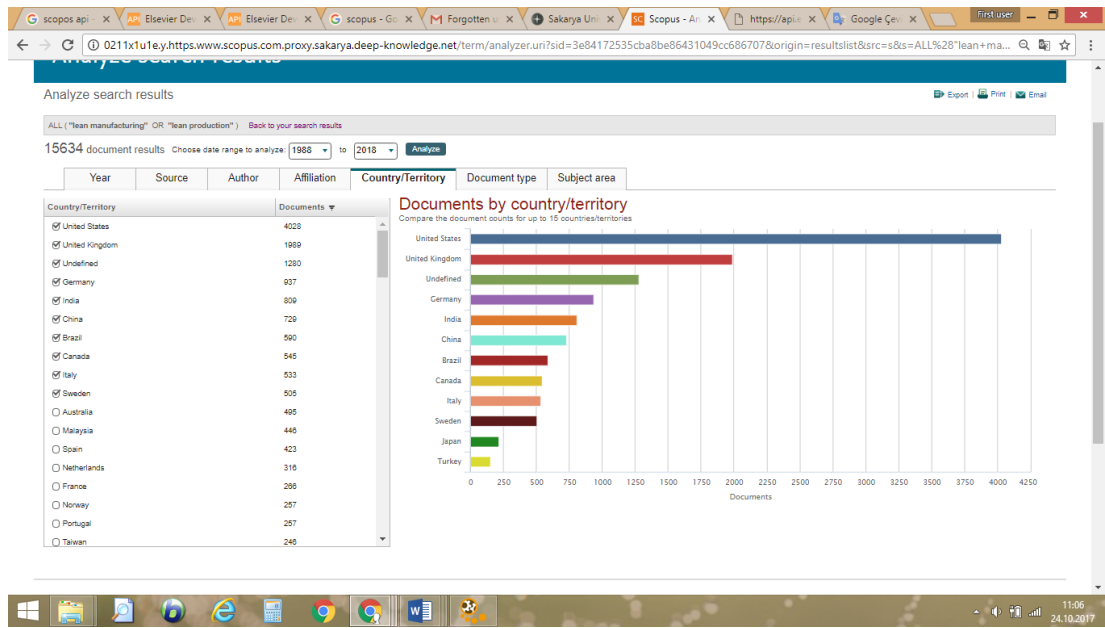 scopos api -
Elsevier Dev
Elsevier Dev
scopus - Go
Forgotten u
Sakarya Uni
Scopus - An
https://api.e
Google Çev
First user
0211x1u1e.y.https.www.scopus.com.proxy.sakarya.deep-knowledge.net/term/analyzer.uri?sid=3e84172535cba8be86431049cc686707&origin=resultslist&src=s&s=ALL%28"lean+ma...
Analyze search results
Analyze search results
Export | Print | Email
ALL ( "lean manufacturing" OR "lean production" ) Back to your search results
15634 document results Choose date range to analyze: 1988 to 2018 Analyze
Year Source Author Affiliation Country/Territory Document type Subject area
Country/Territory Documents
United States 4028
United Kingdom 1989
Undefined 1280
Germany 937
India 809
China 729
Brazil 590
Canada 545
Italy 533
Sweden 505
Australia 495
Malaysia 446
Spain 423
Netherlands 316
France 266
Norway 257
Portugal 257
Taiwan 246
Documents by country/territory
Compare the document counts for up to 15 countries/territories
United States
United Kingdom
Undefined
Germany
India
China
Brazil
Canada
Italy
Sweden
Japan
Turkey
0 250 500 750 1000 1250 1500 1750 2000 2250 2500 2750 3000 3250 3500 3750 4000 4250
Documents
11:06
24.10.2017